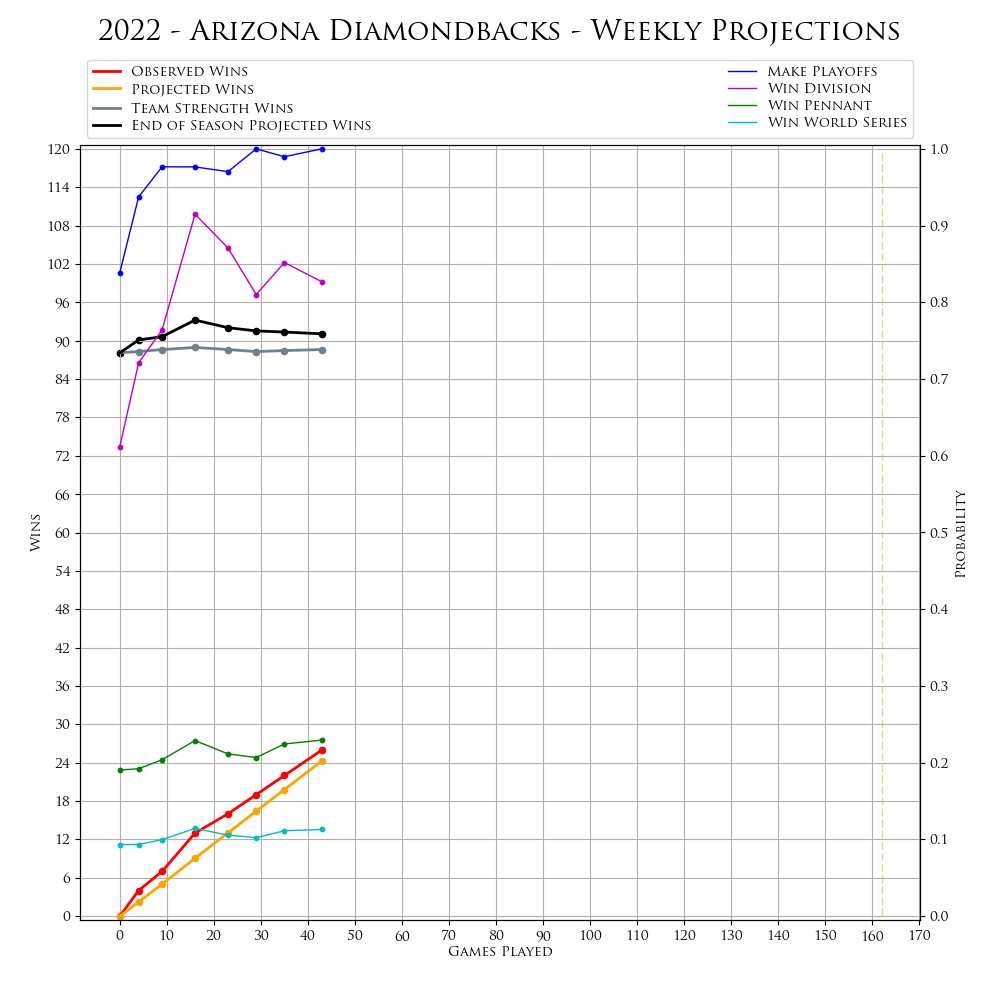 2022 - Arizona Diamondbacks - Weekly Projections
Observed Wins
Projected Wins
Team Strength Wins
End of Season Projected Wins
Make Playoffs
Win Division
Win Pennant
Win World Series
120
114
108
102
96
90
84
78
72
66
60
54
48
42
36
30
24
18
12
6
0
Wins
1.0
0.9
0.8
0.7
0.6
0.5
0.4
0.3
0.2
0.1
0.0
Probability
0 10 20 30 40 50 60 70 80 90 100 110 120 130 140 150 160 170
Games Played